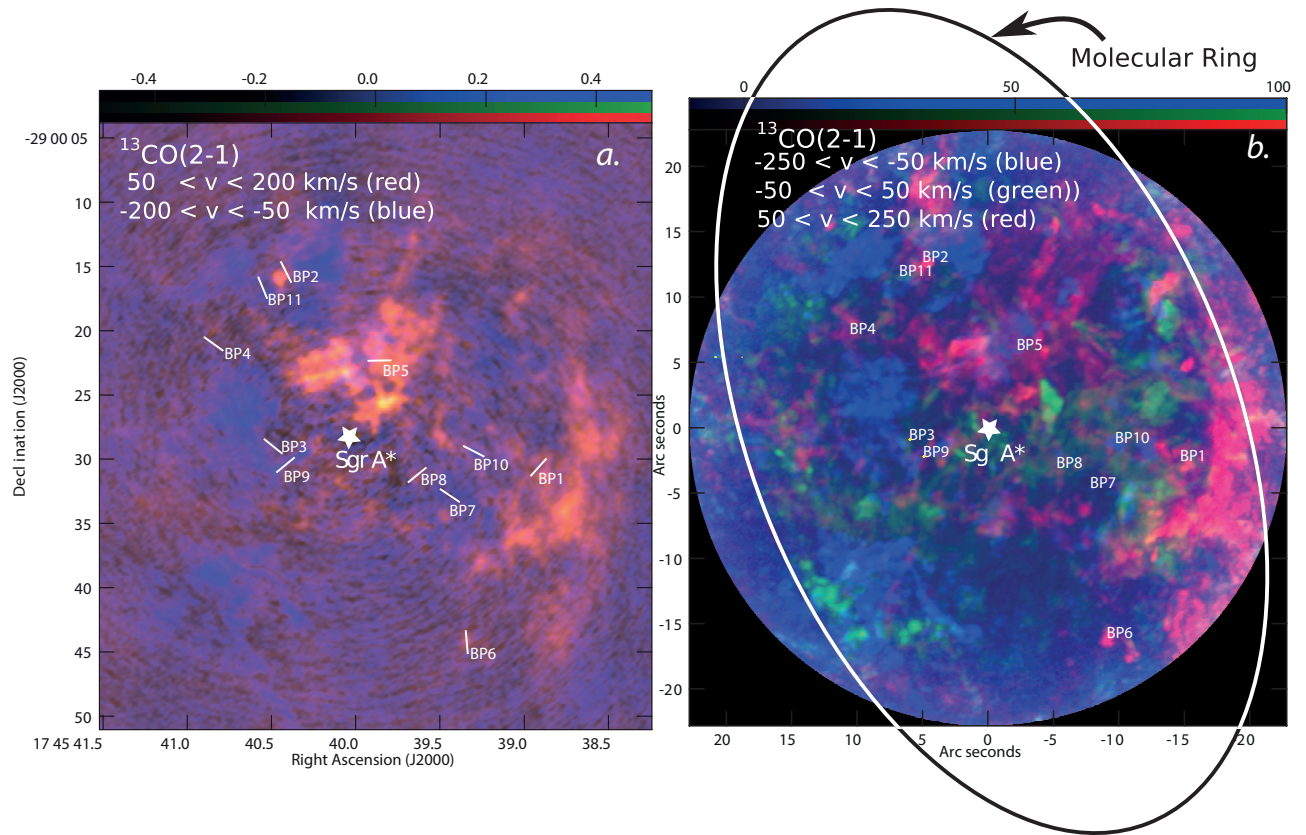 Molecular Ring
-0.4 -0.2 0.0 0.2 0.4
0 50 100
-29 00 05
10
15
20
25
30
35
40
45
50
13CO(2-1)
50 < v < 200 km/s (red)
-200 < v < -50 km/s (blue)
a.
BP2
BP11
BP4
BP5
BP3
BP9
Sgr A*
BP10
BP8
BP1
BP7
BP6
17 45 41.5 41.0 40.5 40.0 39.5 39.0 38.5
Right Ascension (J2000)
Declination (J2000)
13CO(2-1)
-250 < v < -50 km/s (blue)
-50 < v < 50 km/s (green))
50 < v < 250 km/s (red)
b.
20
15
10
5
0
-5
-10
-15
-20
Arc seconds
BP2
BP11
BP4
BP5
BP3
BP9
Sg A*
BP10
BP1
BP8
BP7
BP6
20 15 10 5 0 -5 -10 -15 20
Arc seconds